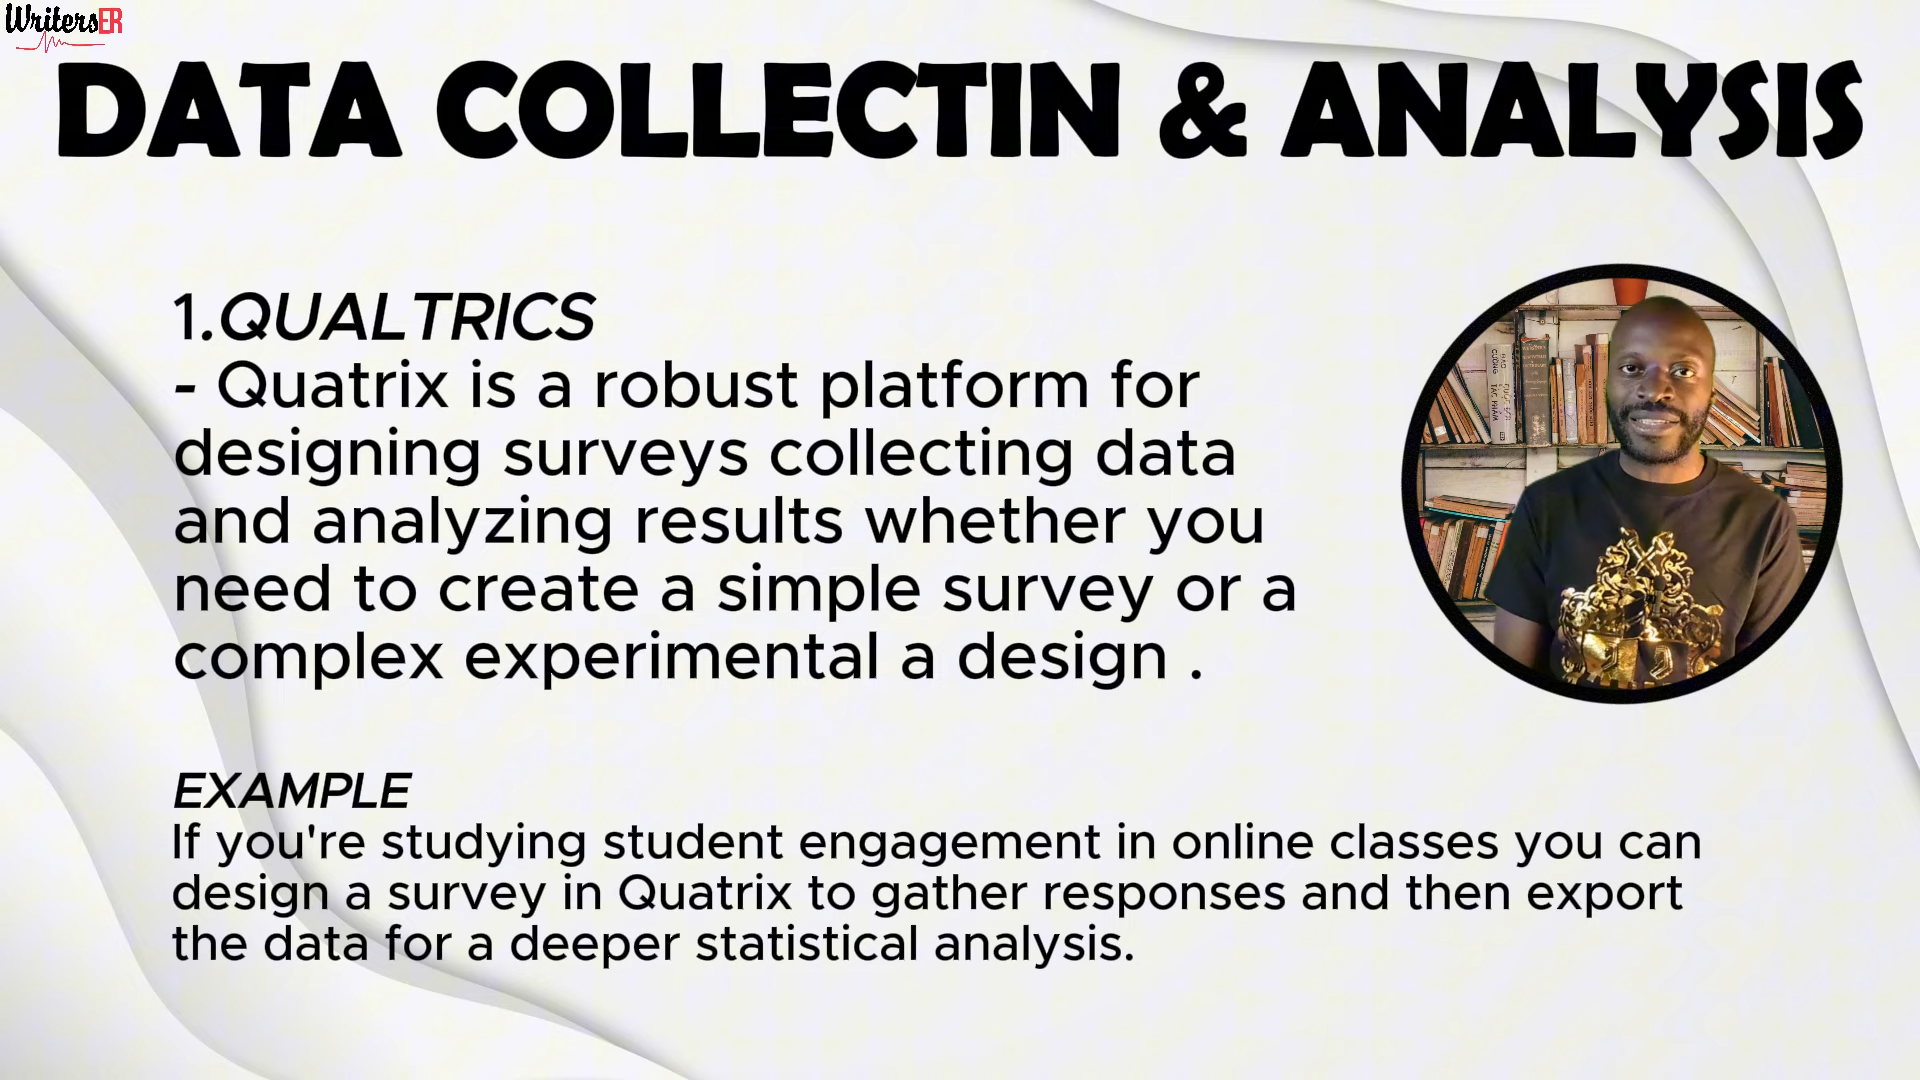 WritersER
DATA COLLECTIN & ANALYSIS
1.QUALTRICS
- Quatrix is a robust platform for
designing surveys collecting data
and analyzing results whether you
need to create a simple survey or a
complex experimental a design .
EXAMPLE
If you're studying student engagement in online classes you can
design a survey in Quatrix to gather responses and then export
the data for a deeper statistical analysis.